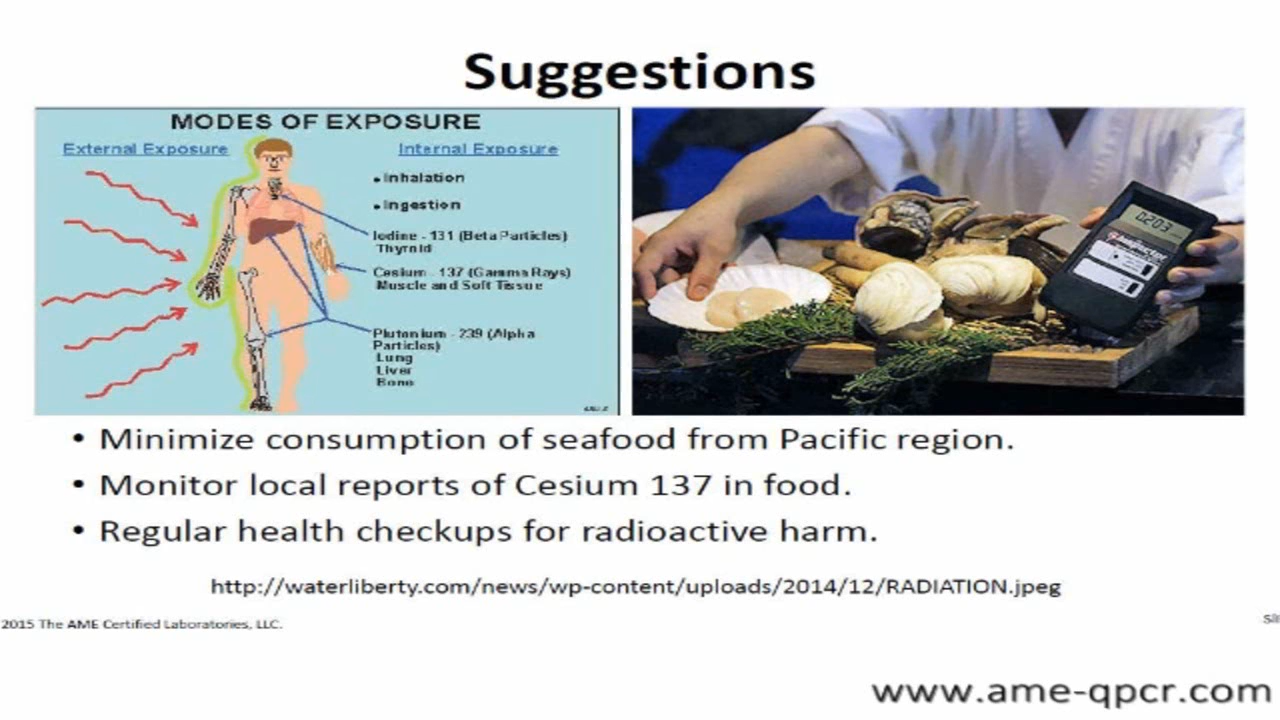 Suggestions
MODES OF EXPOSURE
External Exposure
Internal Exposure
• Inhalation
• Ingestion
Iodine - 131 (Beta Particles)
Thyroid
Cesium - 137 (Gamma Rays)
Muscle and Soft Tissue
Plutonium - 239 (Alpha
Particles)
Lung
Liver
Bone
0.203
• Minimize consumption of seafood from Pacific region.
• Monitor local reports of Cesium 137 in food.
• Regular health checkups for radioactive harm.
http://waterliberty.com/news/wp-content/uploads/2014/12/RADIATION.jpeg
2015 The AME Certified Laboratories, LLC.
www.ame-qpcr.com